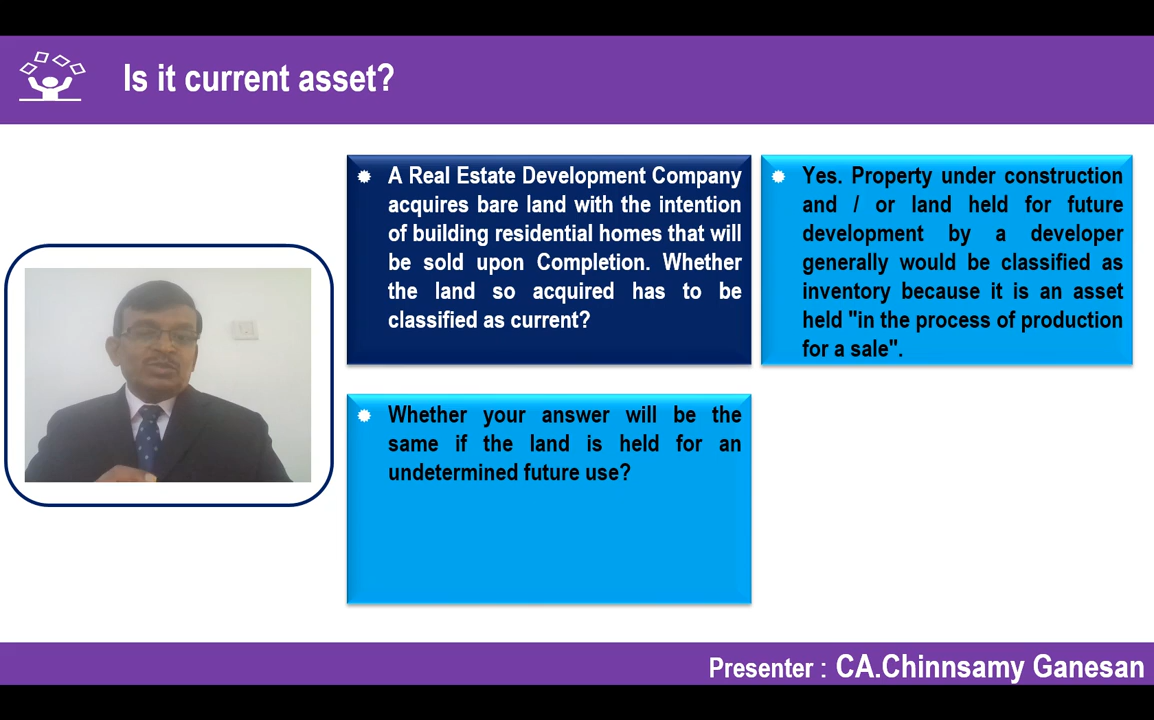 Is it current asset?
A Real Estate Development Company
acquires bare land with the intention
of building residential homes that will
be sold upon Completion. Whether
the land so acquired has to be
classified as current?
Yes. Property under construction
and / or land held for future
development by a developer
generally would be classified as
inventory because it is an asset
held "in the process of production
for a sale".
Whether your answer will be the
same if the land is held for an
undetermined future use?
Presenter : CA.Chinnsamy Ganesan